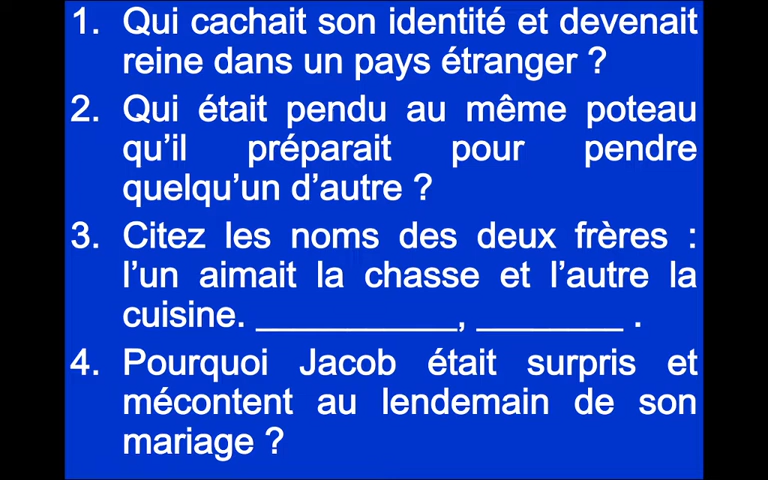 1. Qui cachait son identité et devenait
reine dans un pays étranger ?
2. Qui était pendu au même poteau
qu’il préparait pour pendre
quelqu’un d’autre ?
3. Citez les noms des deux frères :
l’un aimait la chasse et l’autre la
cuisine. ___________, ________ .
4. Pourquoi Jacob était surpris et
mécontent au lendemain de son
mariage ?